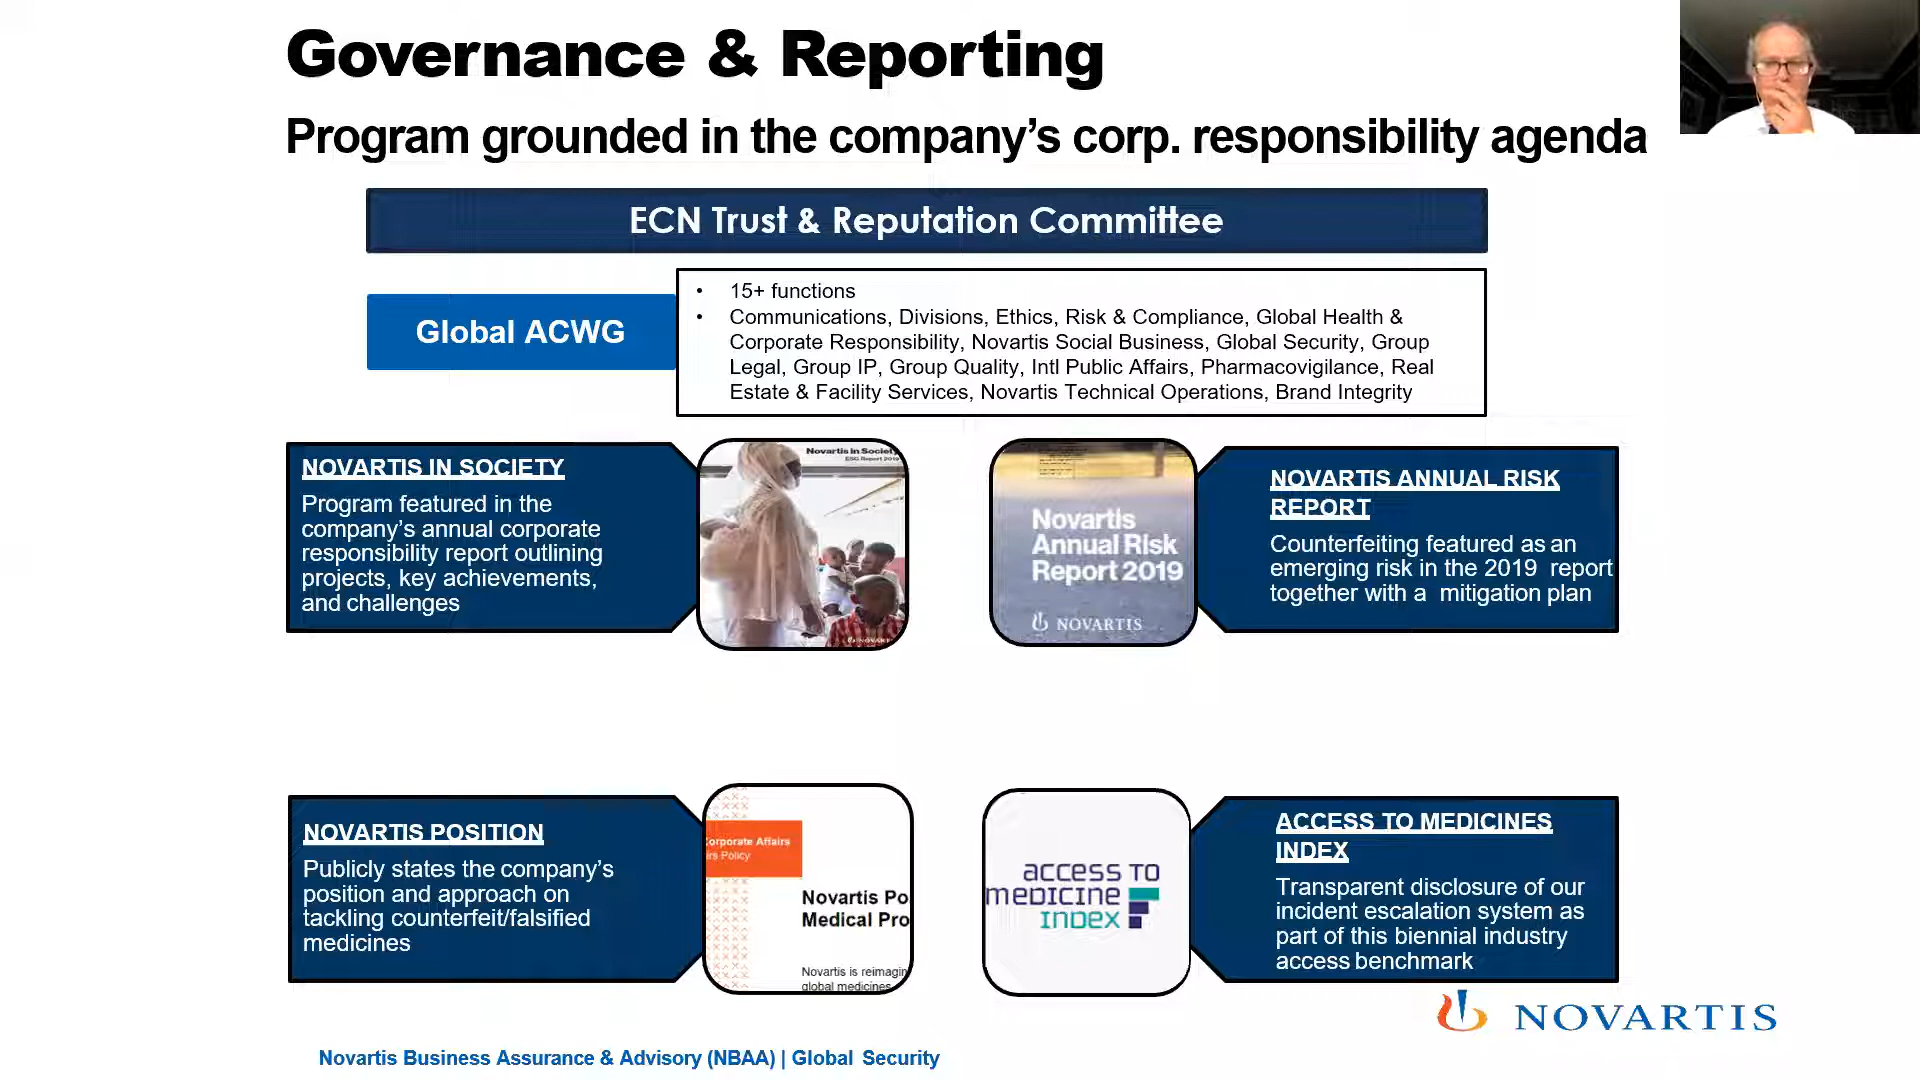 Governance & Reporting
Program grounded in the company’s corp. responsibility agenda
ECN Trust & Reputation Committee
Global ACWG
• 15+ functions
• Communications, Divisions, Ethics, Risk & Compliance, Global Health &
Corporate Responsibility, Novartis Social Business, Global Security, Group
Legal, Group IP, Group Quality, Intl Public Affairs, Pharmacovigilance, Real
Estate & Facility Services, Novartis Technical Operations, Brand Integrity
NOVARTIS IN SOCIETY
Program featured in the
company’s annual corporate
responsibility report outlining
projects, key achievements,
and challenges
Novartis in Society
ESG Report 2019
Novartis
Annual Risk
Report 2019
NOVARTIS
NOVARTIS ANNUAL RISK
REPORT
Counterfeiting featured as an
emerging risk in the 2019 report
together with a mitigation plan
NOVARTIS POSITION
Publicly states the company’s
position and approach on
tackling counterfeit/falsified
medicines
Corporate Affairs
irs Policy
Novartis Po
Medical Pro
Novartis is reimagin
global medicines
access to
medicine
index
ACCESS TO MEDICINES
INDEX
Transparent disclosure of our
incident escalation system as
part of this biennial industry
access benchmark
NOVARTIS
Novartis Business Assurance & Advisory (NBAA) | Global Security